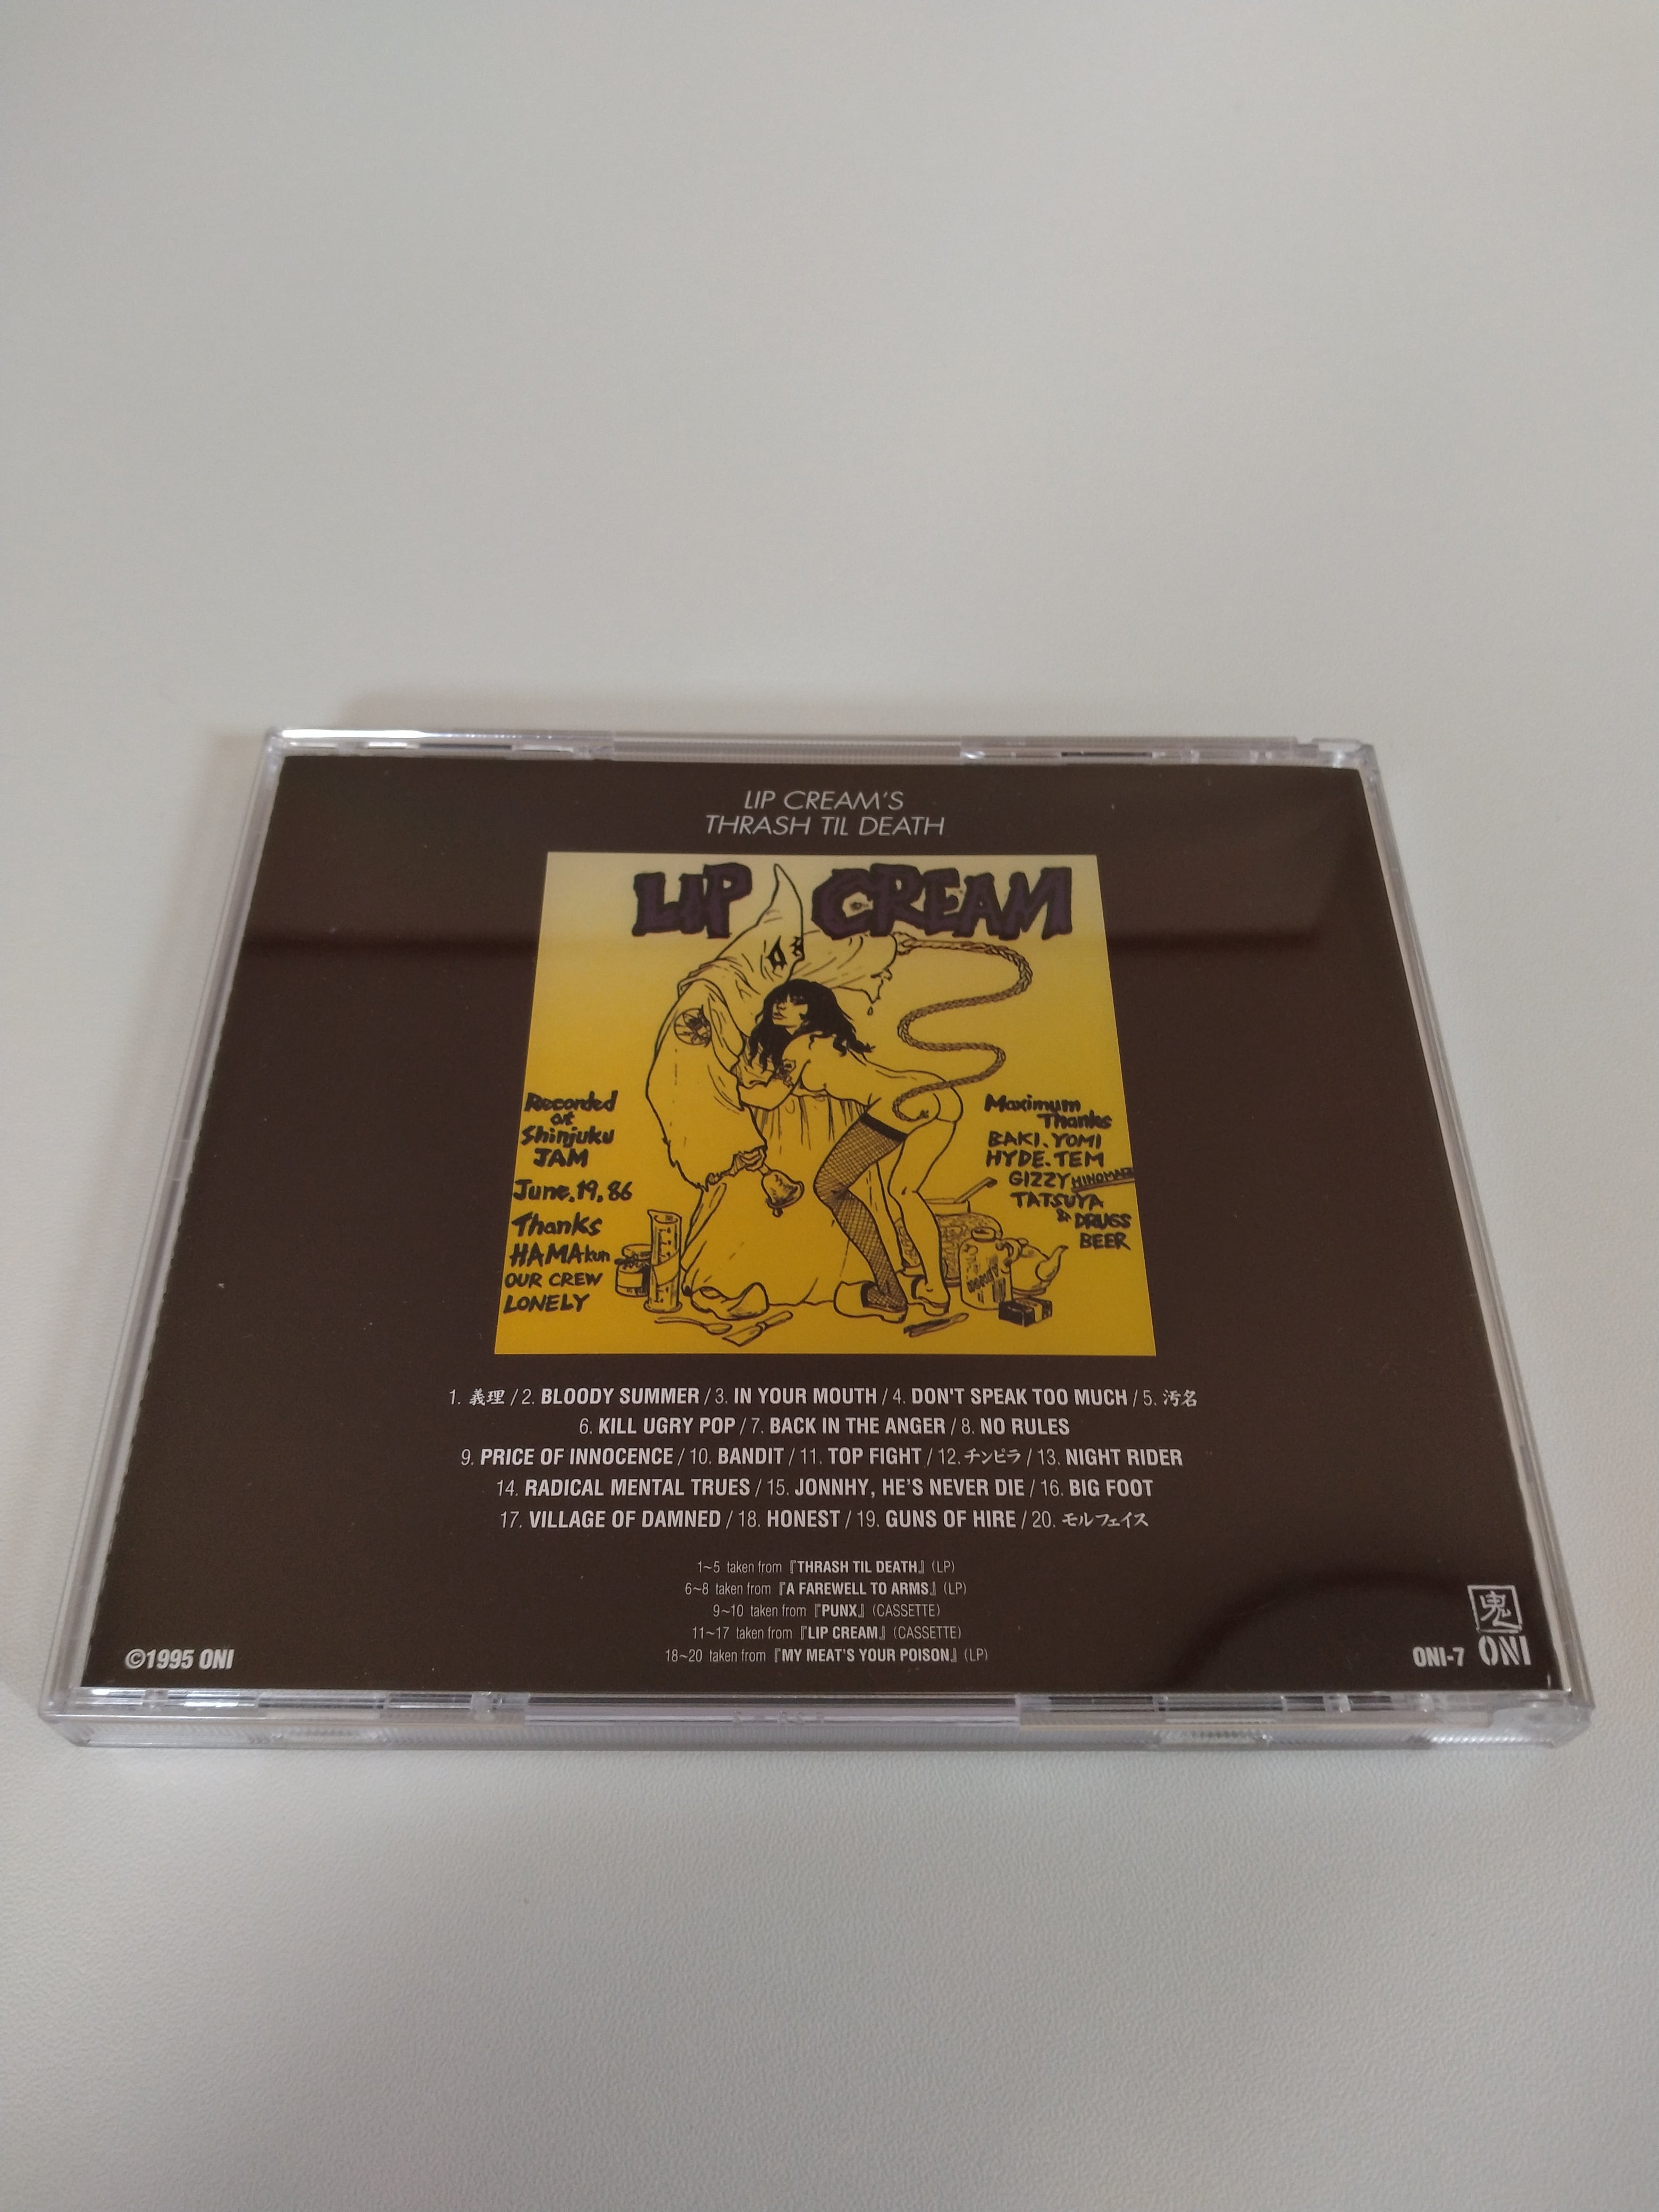 LIP CREAM'S
THRASH TIL DEATH
LIP CREAM
Recorded
at
Shinjuku
JAM
June.19,86
Thanks
HAMAkun
OUR CREW
LONELY
Maximum
Thanks
BAKI.YOMI
HYDE.TEM
GIZZY
TATSUYA
& DRUGS
BEER
1. 義理 / 2. BLOODY SUMMER / 3. IN YOUR MOUTH / 4. DON'T SPEAK TOO MUCH / 5. 汚名
6. KILL UGRY POP / 7. BACK IN THE ANGER / 8. NO RULES
9. PRICE OF INNOCENCE / 10. BANDIT / 11. TOP FIGHT / 12. チンピラ / 13. NIGHT RIDER
14. RADICAL MENTAL TRUES / 15. JONNHY, HE'S NEVER DIE / 16. BIG FOOT
17. VILLAGE OF DAMNED / 18. HONEST / 19. GUNS OF HIRE / 20. モルフェイス
1~5 taken from『THRASH TIL DEATH』(LP)
6~8 taken from『A FAREWELL TO ARMS』(LP)
9~10 taken from『PUNX』(CASSETTE)
11~17 taken from『LIP CREAM』(CASSETTE)
18~20 taken from『MY MEAT'S YOUR POISON』(LP)
©1995 ONI
鬼
ONI-7 ONI